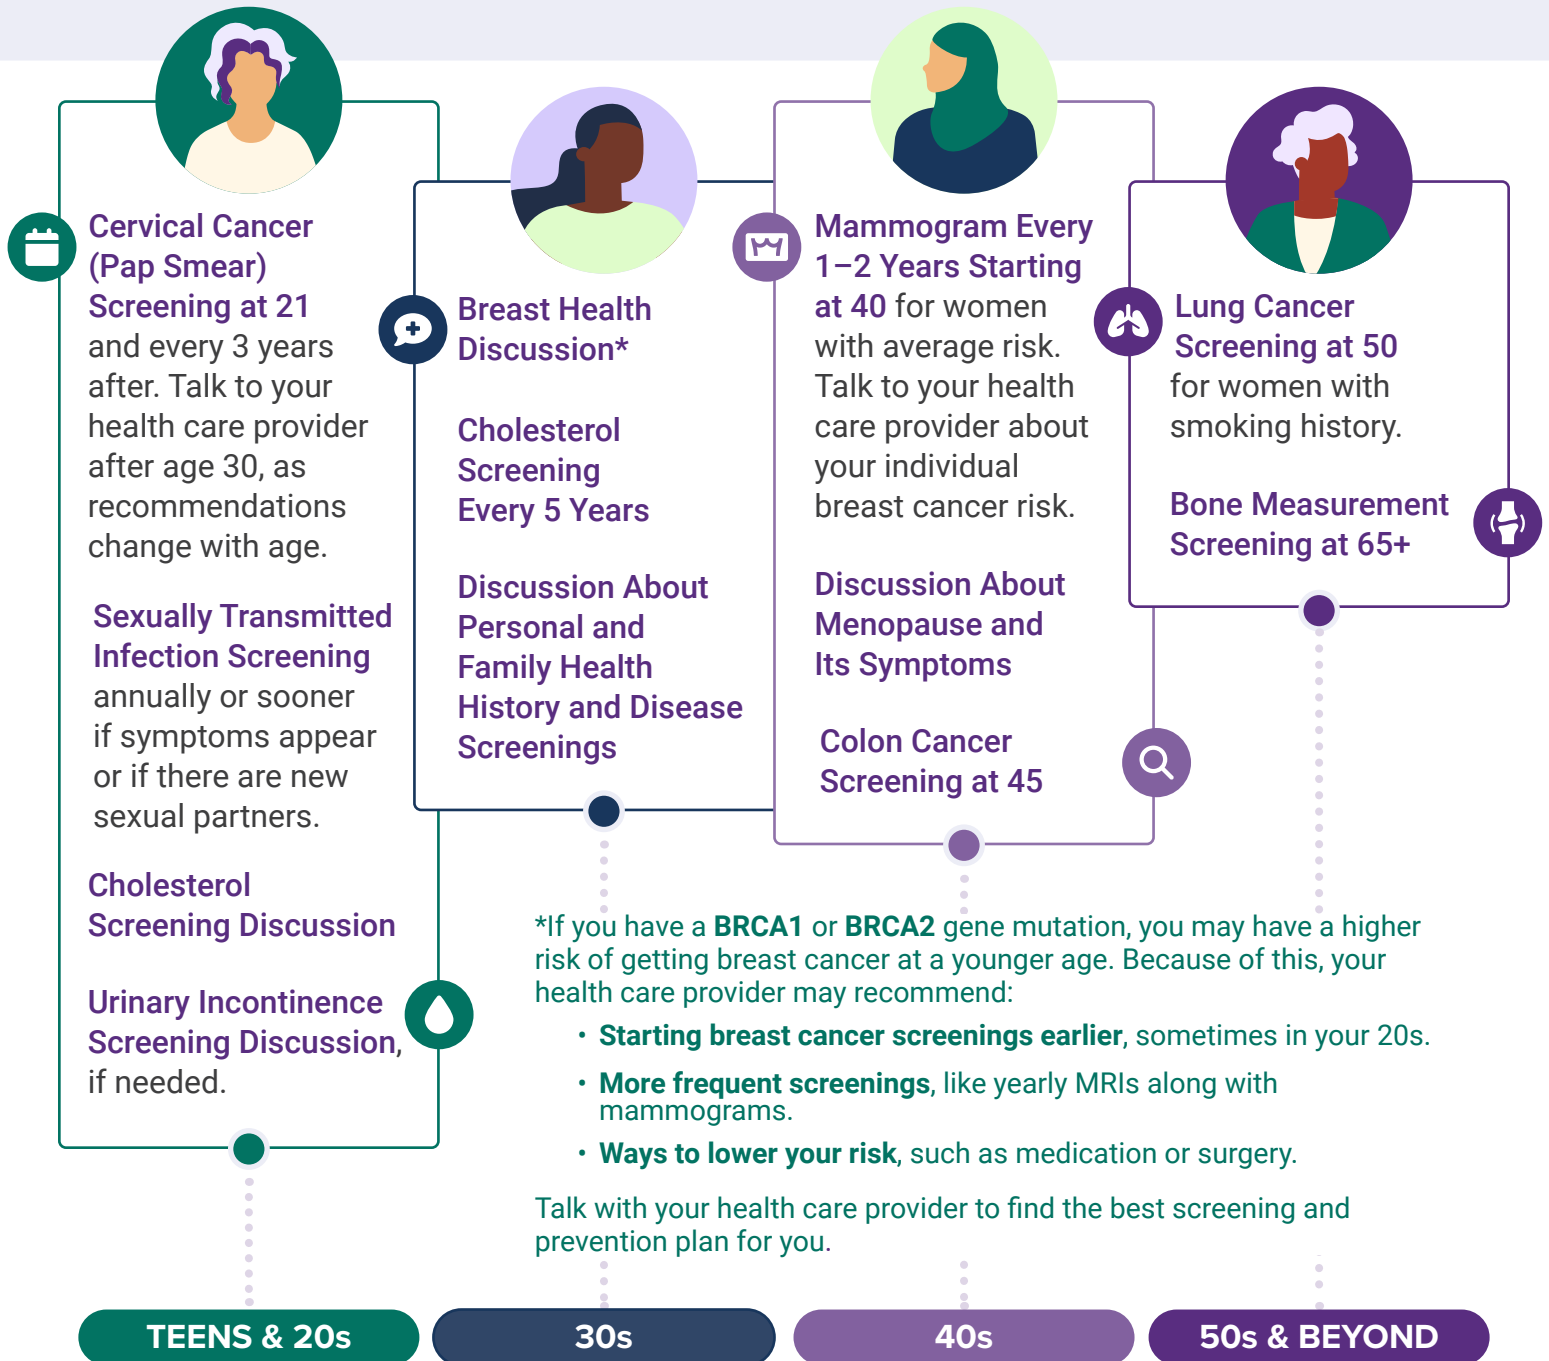 Cervical Cancer
(Pap Smear)
Screening at 21
and every 3 years
after. Talk to your
health care provider
after age 30, as
recommendations
change with age.
Sexually Transmitted
Infection Screening
annually or sooner
if symptoms appear
or if there are new
sexual partners.
Cholesterol
Screening Discussion
Urinary Incontinence
Screening Discussion,
if needed.
Breast Health
Discussion*
Cholesterol
Screening
Every 5 Years
Discussion About
Personal and
Family Health
History and Disease
Screenings
Mammogram Every
1–2 Years Starting
at 40 for women
with average risk.
Talk to your health
care provider about
your individual
breast cancer risk.
Discussion About
Menopause and
Its Symptoms
Colon Cancer
Screening at 45
Lung Cancer
Screening at 50
for women with
smoking history.
Bone Measurement
Screening at 65+
*If you have a BRCA1 or BRCA2 gene mutation, you may have a higher
risk of getting breast cancer at a younger age. Because of this, your
health care provider may recommend:
• Starting breast cancer screenings earlier, sometimes in your 20s.
• More frequent screenings, like yearly MRIs along with
mammograms.
• Ways to lower your risk, such as medication or surgery.
Talk with your health care provider to find the best screening and
prevention plan for you.
TEENS & 20s
30s
40s
50s & BEYOND